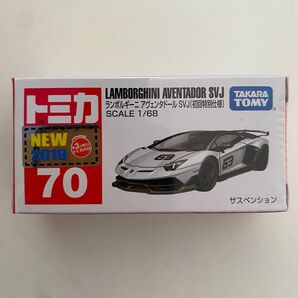 トミカ
NEW
2019
70
LAMBORGHINI AVENTADOR SVJ
ランボルギーニ アヴェンタドール SVJ(初回特別仕様)
SCALE 1/68
TAKARA
TOMY
63
サスペンション